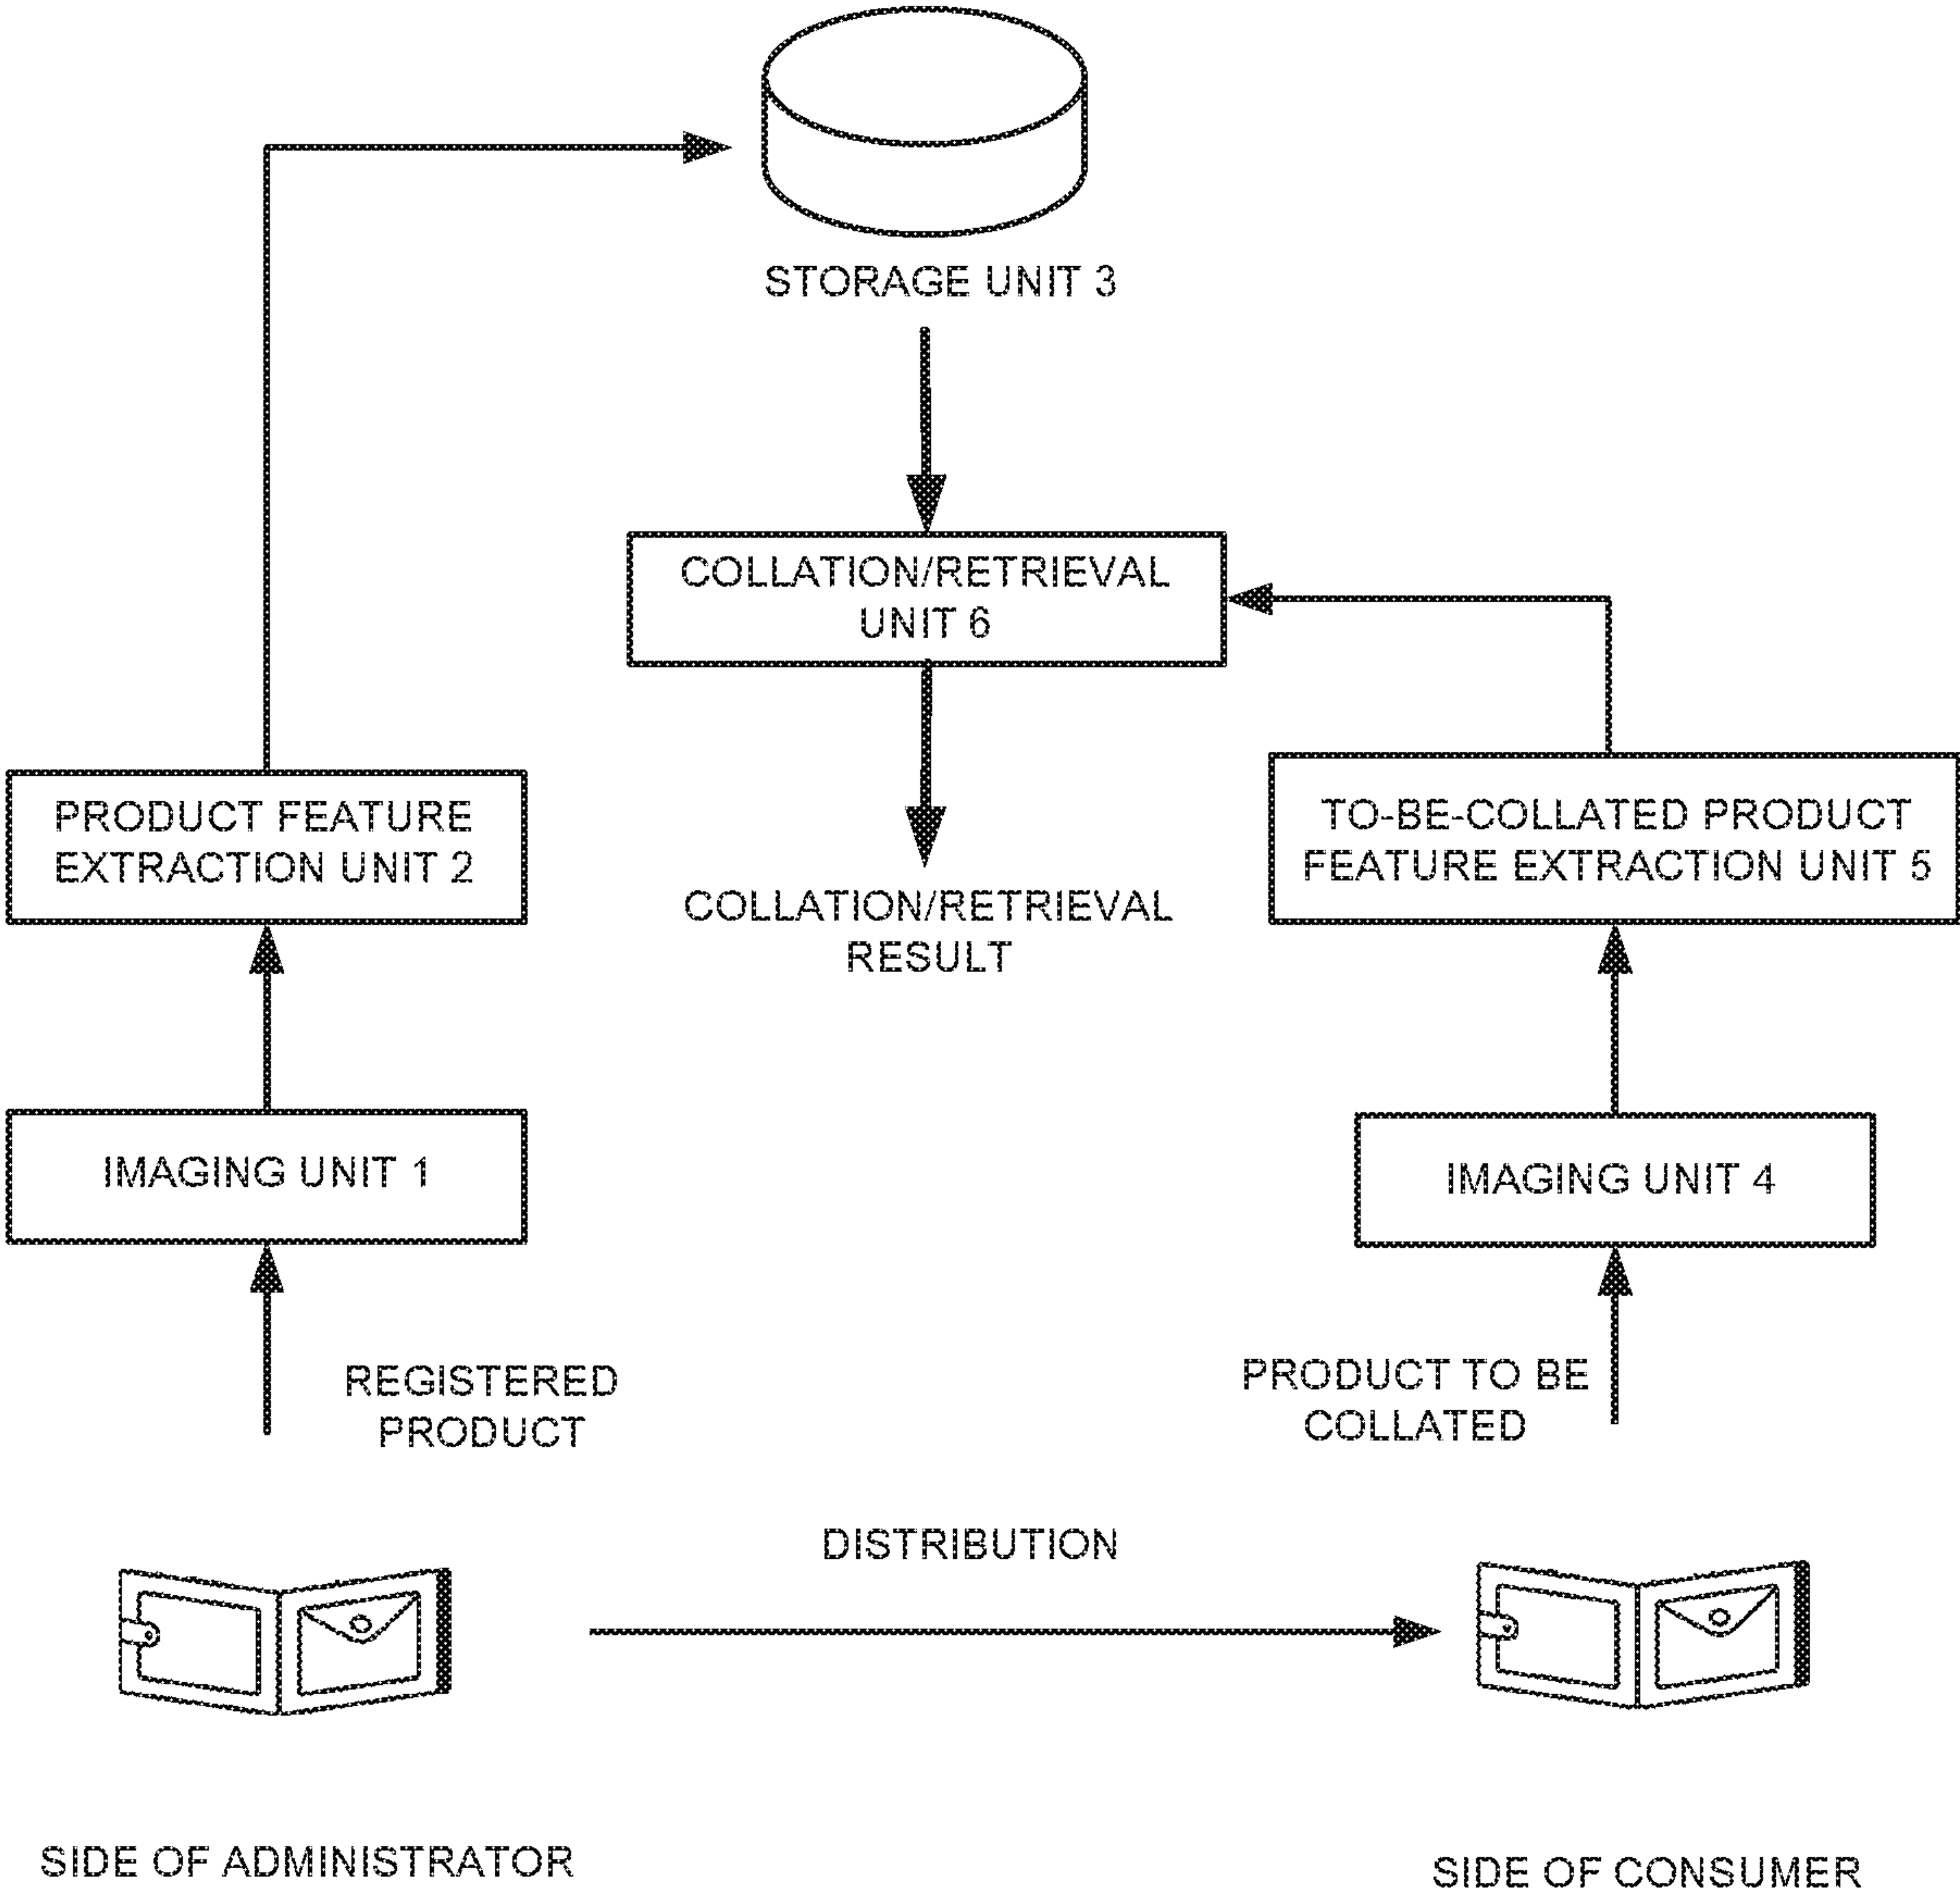 STORAGE UNIT 3
COLLATION/RETRIEVAL
UNIT 6
PRODUCT FEATURE
EXTRACTION UNIT 2
TO-BE-COLLATED PRODUCT
FEATURE EXTRACTION UNIT 5
COLLATION/RETRIEVAL
RESULT
IMAGING UNIT 1
IMAGING UNIT 4
REGISTERED
PRODUCT
PRODUCT TO BE
COLLATED
DISTRIBUTION
SIDE OF ADMINISTRATOR
SIDE OF CONSUMER